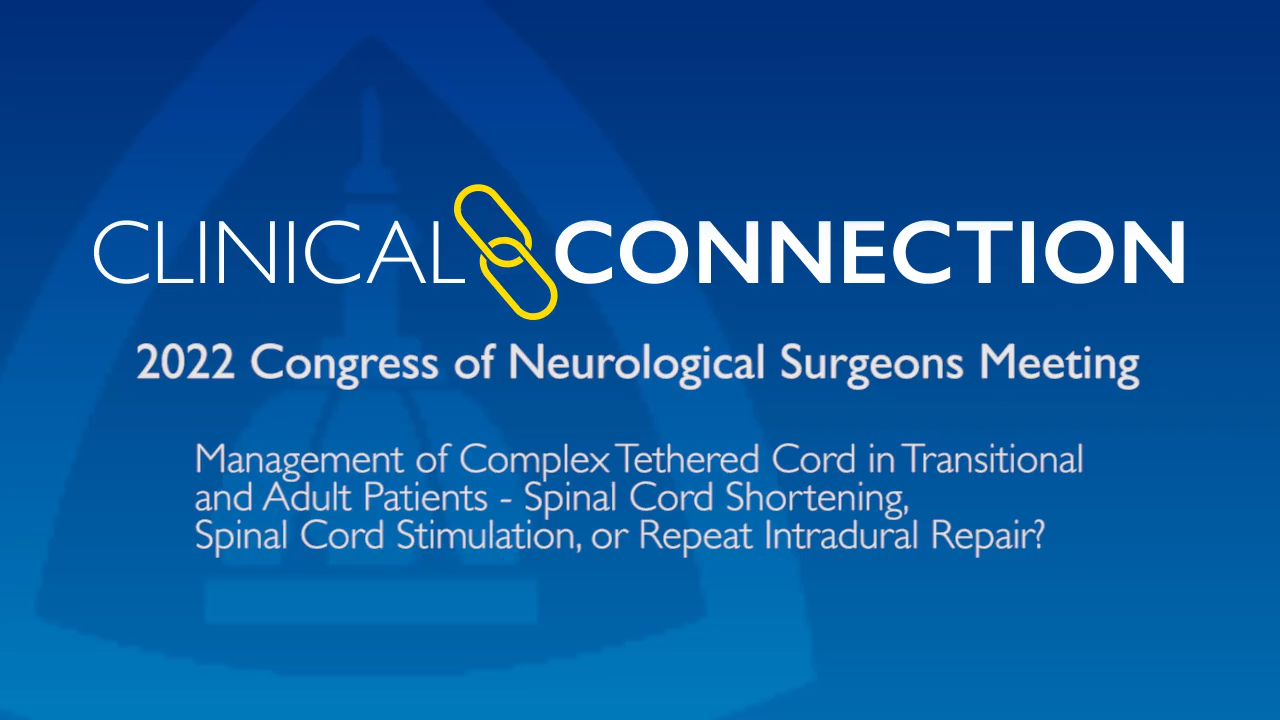 CLINICAL CONNECTION
2022 Congress of Neurological Surgeons Meeting
Management of Complex Tethered Cord in Transitional
and Adult Patients - Spinal Cord Shortening,
Spinal Cord Stimulation, or Repeat Intradural Repair?